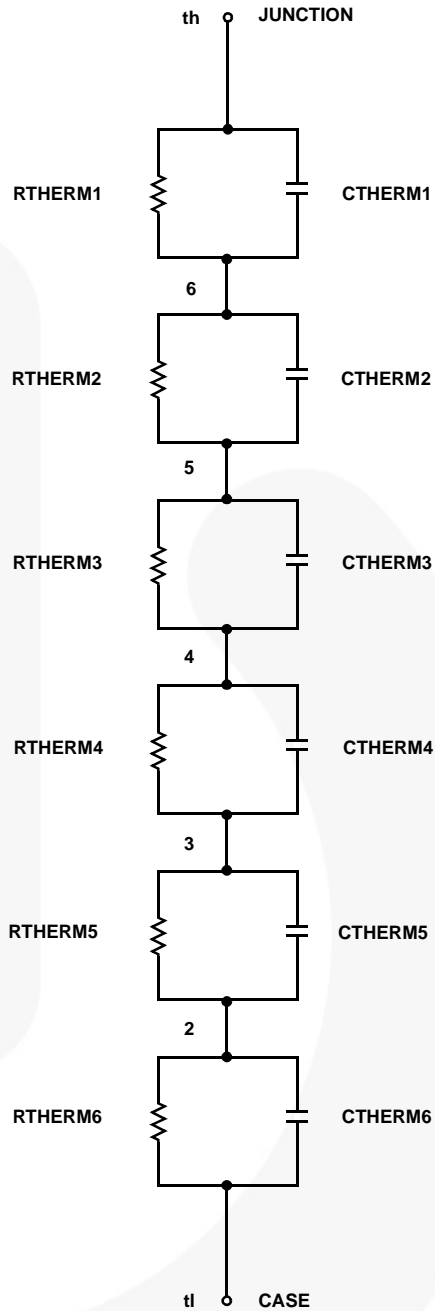 th JUNCTION
RTHERM1 CTHERM1
6
RTHERM2 CTHERM2
5
RTHERM3 CTHERM3
4
RTHERM4 CTHERM4
3
RTHERM5 CTHERM5
2
RTHERM6 CTHERM6
tl CASE